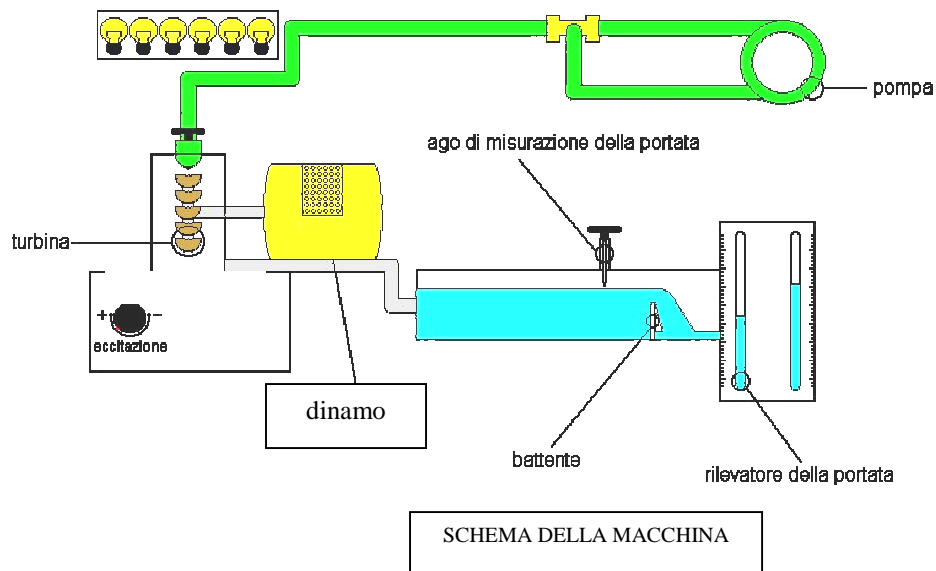 pompa
ago di misurazione della portata
turbina
+ -
eccitazione
dinamo
battente
rilevatore della portata
SCHEMA DELLA MACCHINA